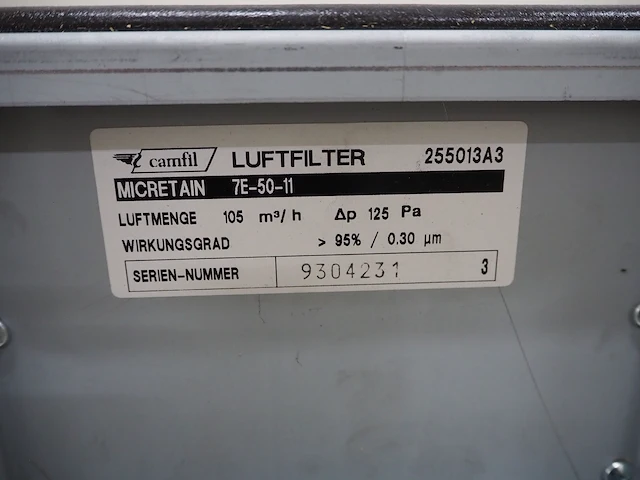 camfil LUFTFILTER 255013A3
MICRETAIN 7E-50-11
LUFTMENGE 105 m³/h Δp 125 Pa
WIRKUNGSGRAD > 95% / 0.30 µm
SERIEN-NUMMER 9304231 3